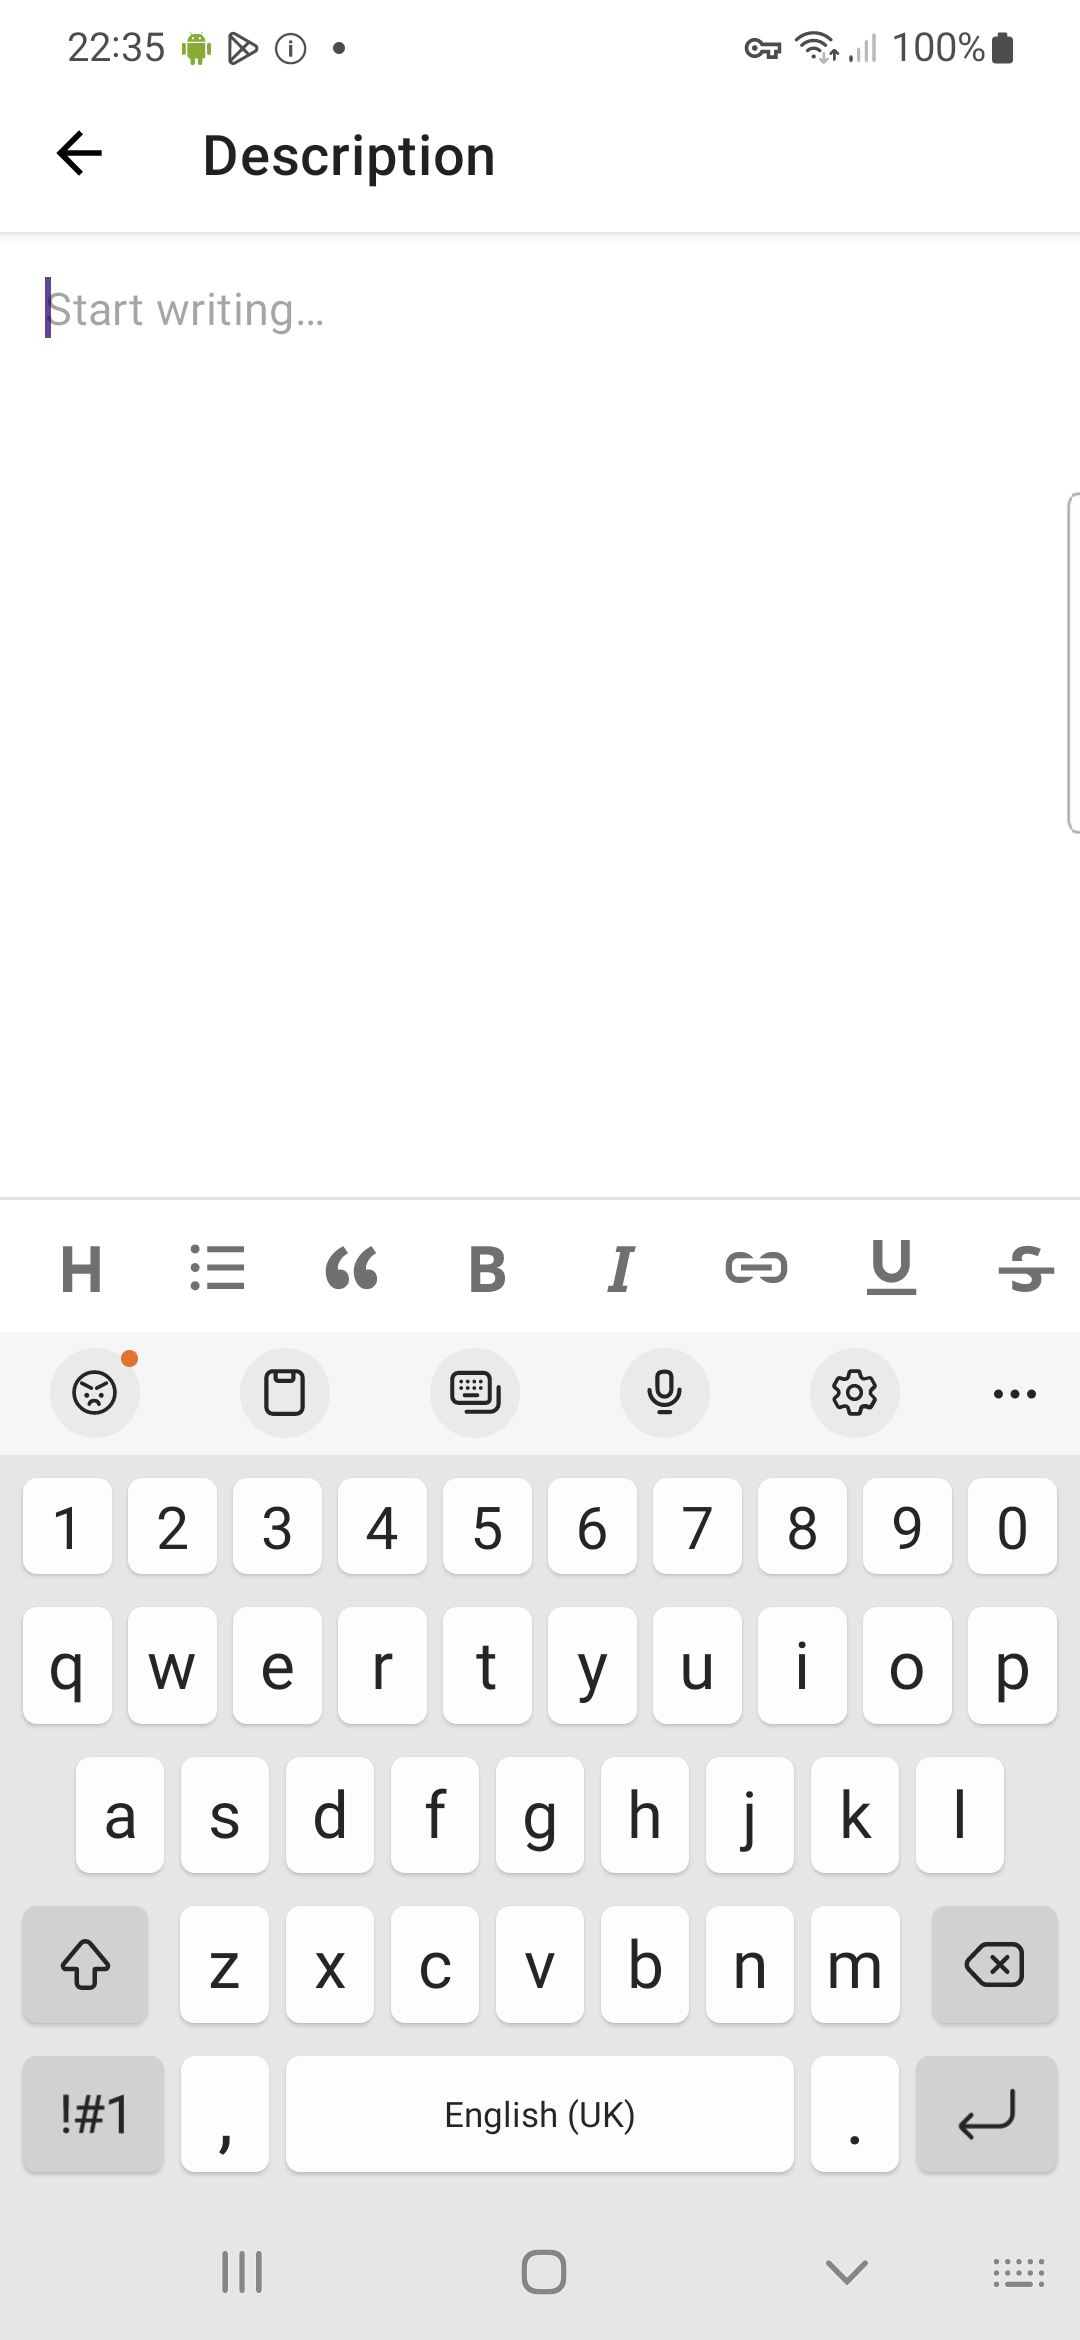 22:35 100%
Description
Start writing...
H B I U S
1 2 3 4 5 6 7 8 9 0
q w e r t y u i o p
a s d f g h j k l
z x c v b n m
!#1 , English (UK) .